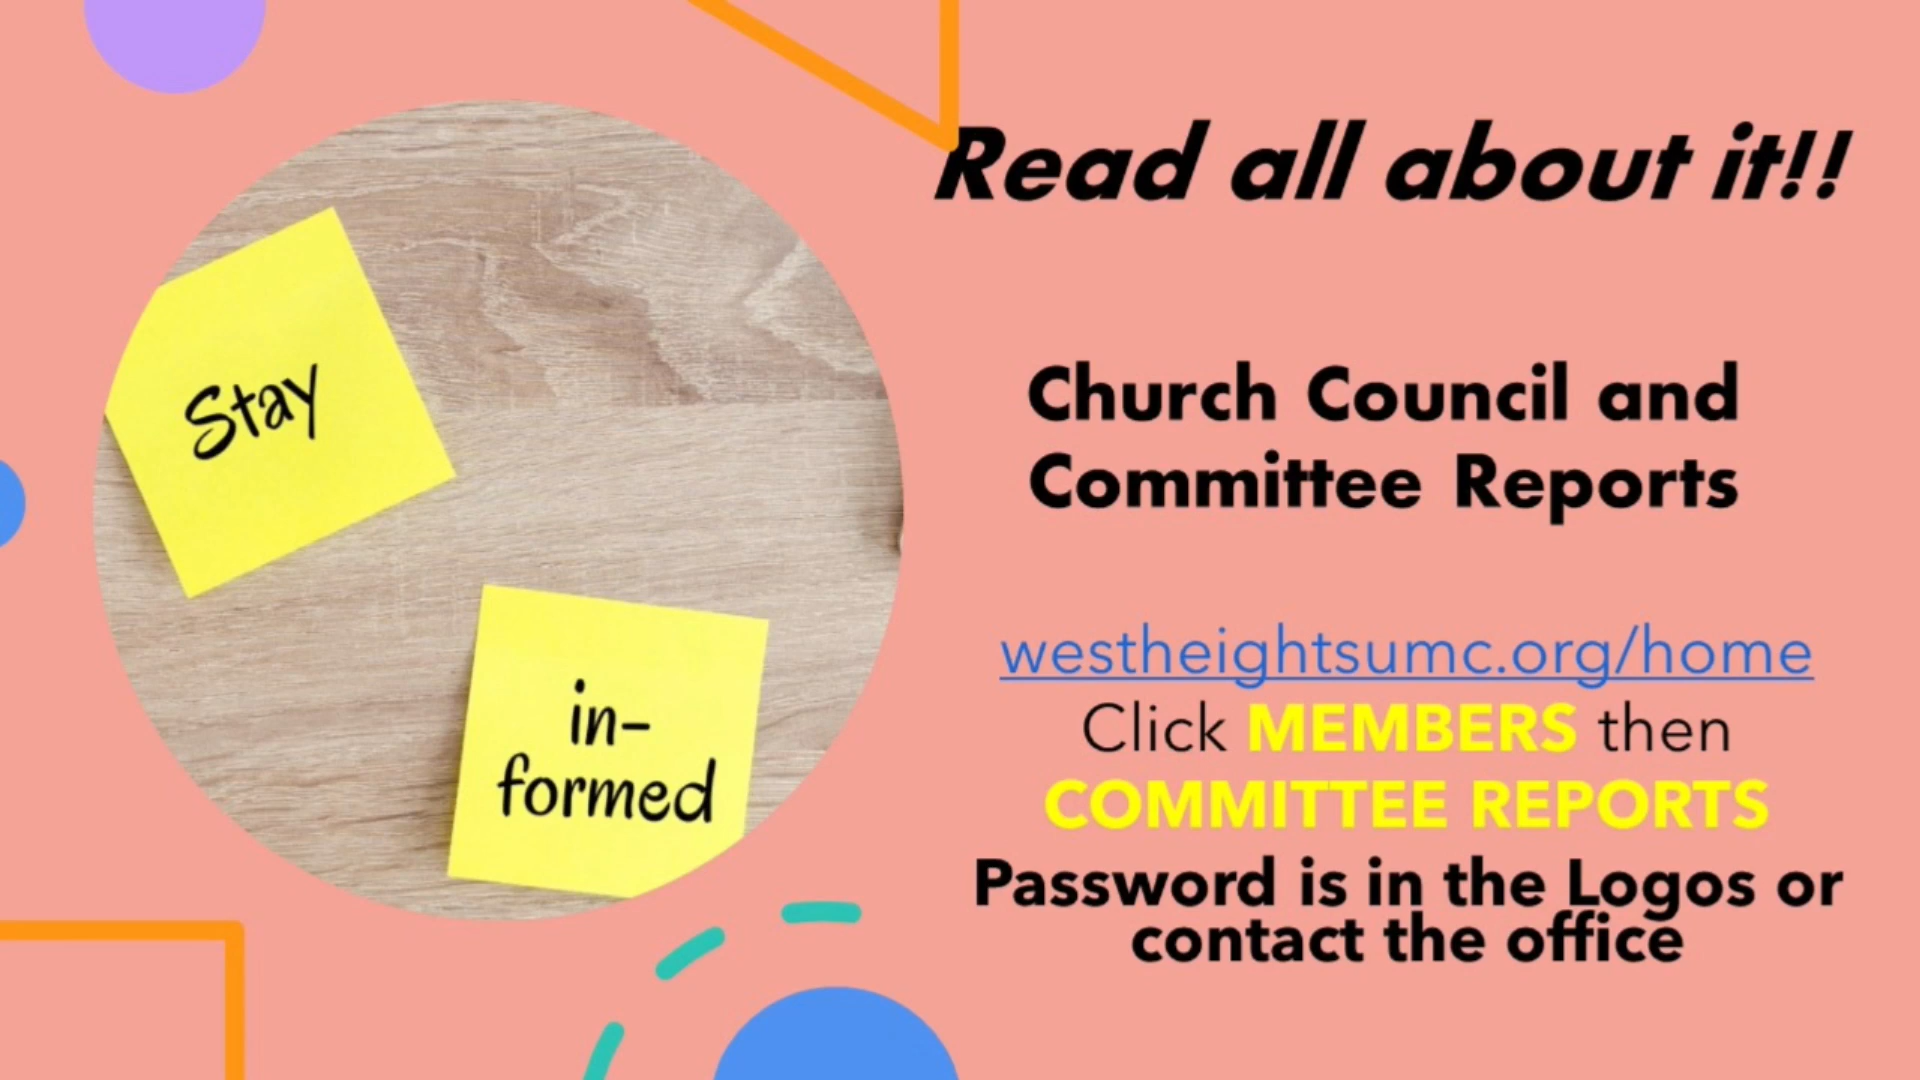 Read all about it!!
Stay
in-
formed
Church Council and
Committee Reports
westheightsumc.org/home
Click MEMBERS then
COMMITTEE REPORTS
Password is in the Logos or
contact the office